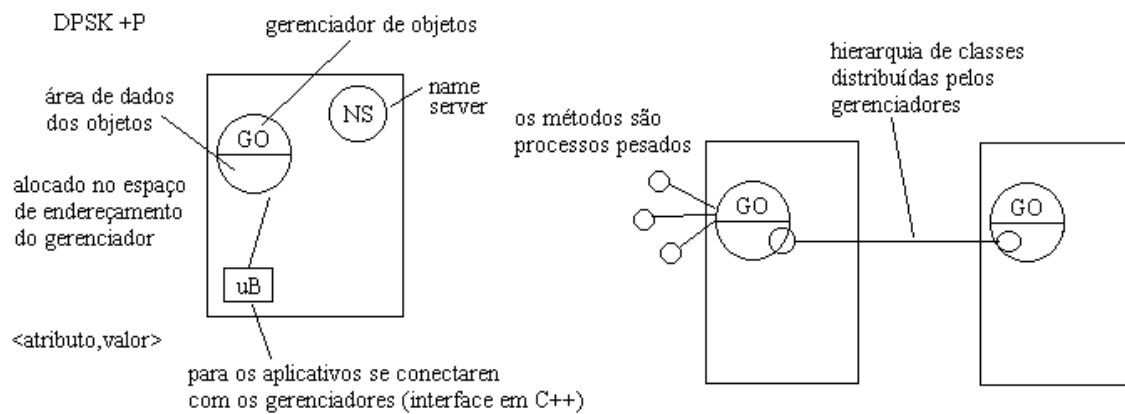 DPSK +P
gerenciador de objetos
área de dados
dos objetos
GO
NS
name
server
alocado no espaço
de endereçamento
do gerenciador
uB
<atributo,valor>
para os aplicativos se conectaren
com os gerenciadores (interface em C++)
hierarquia de classes
distribuídas pelos
gerenciadores
os métodos são
processos pesados
GO
GO